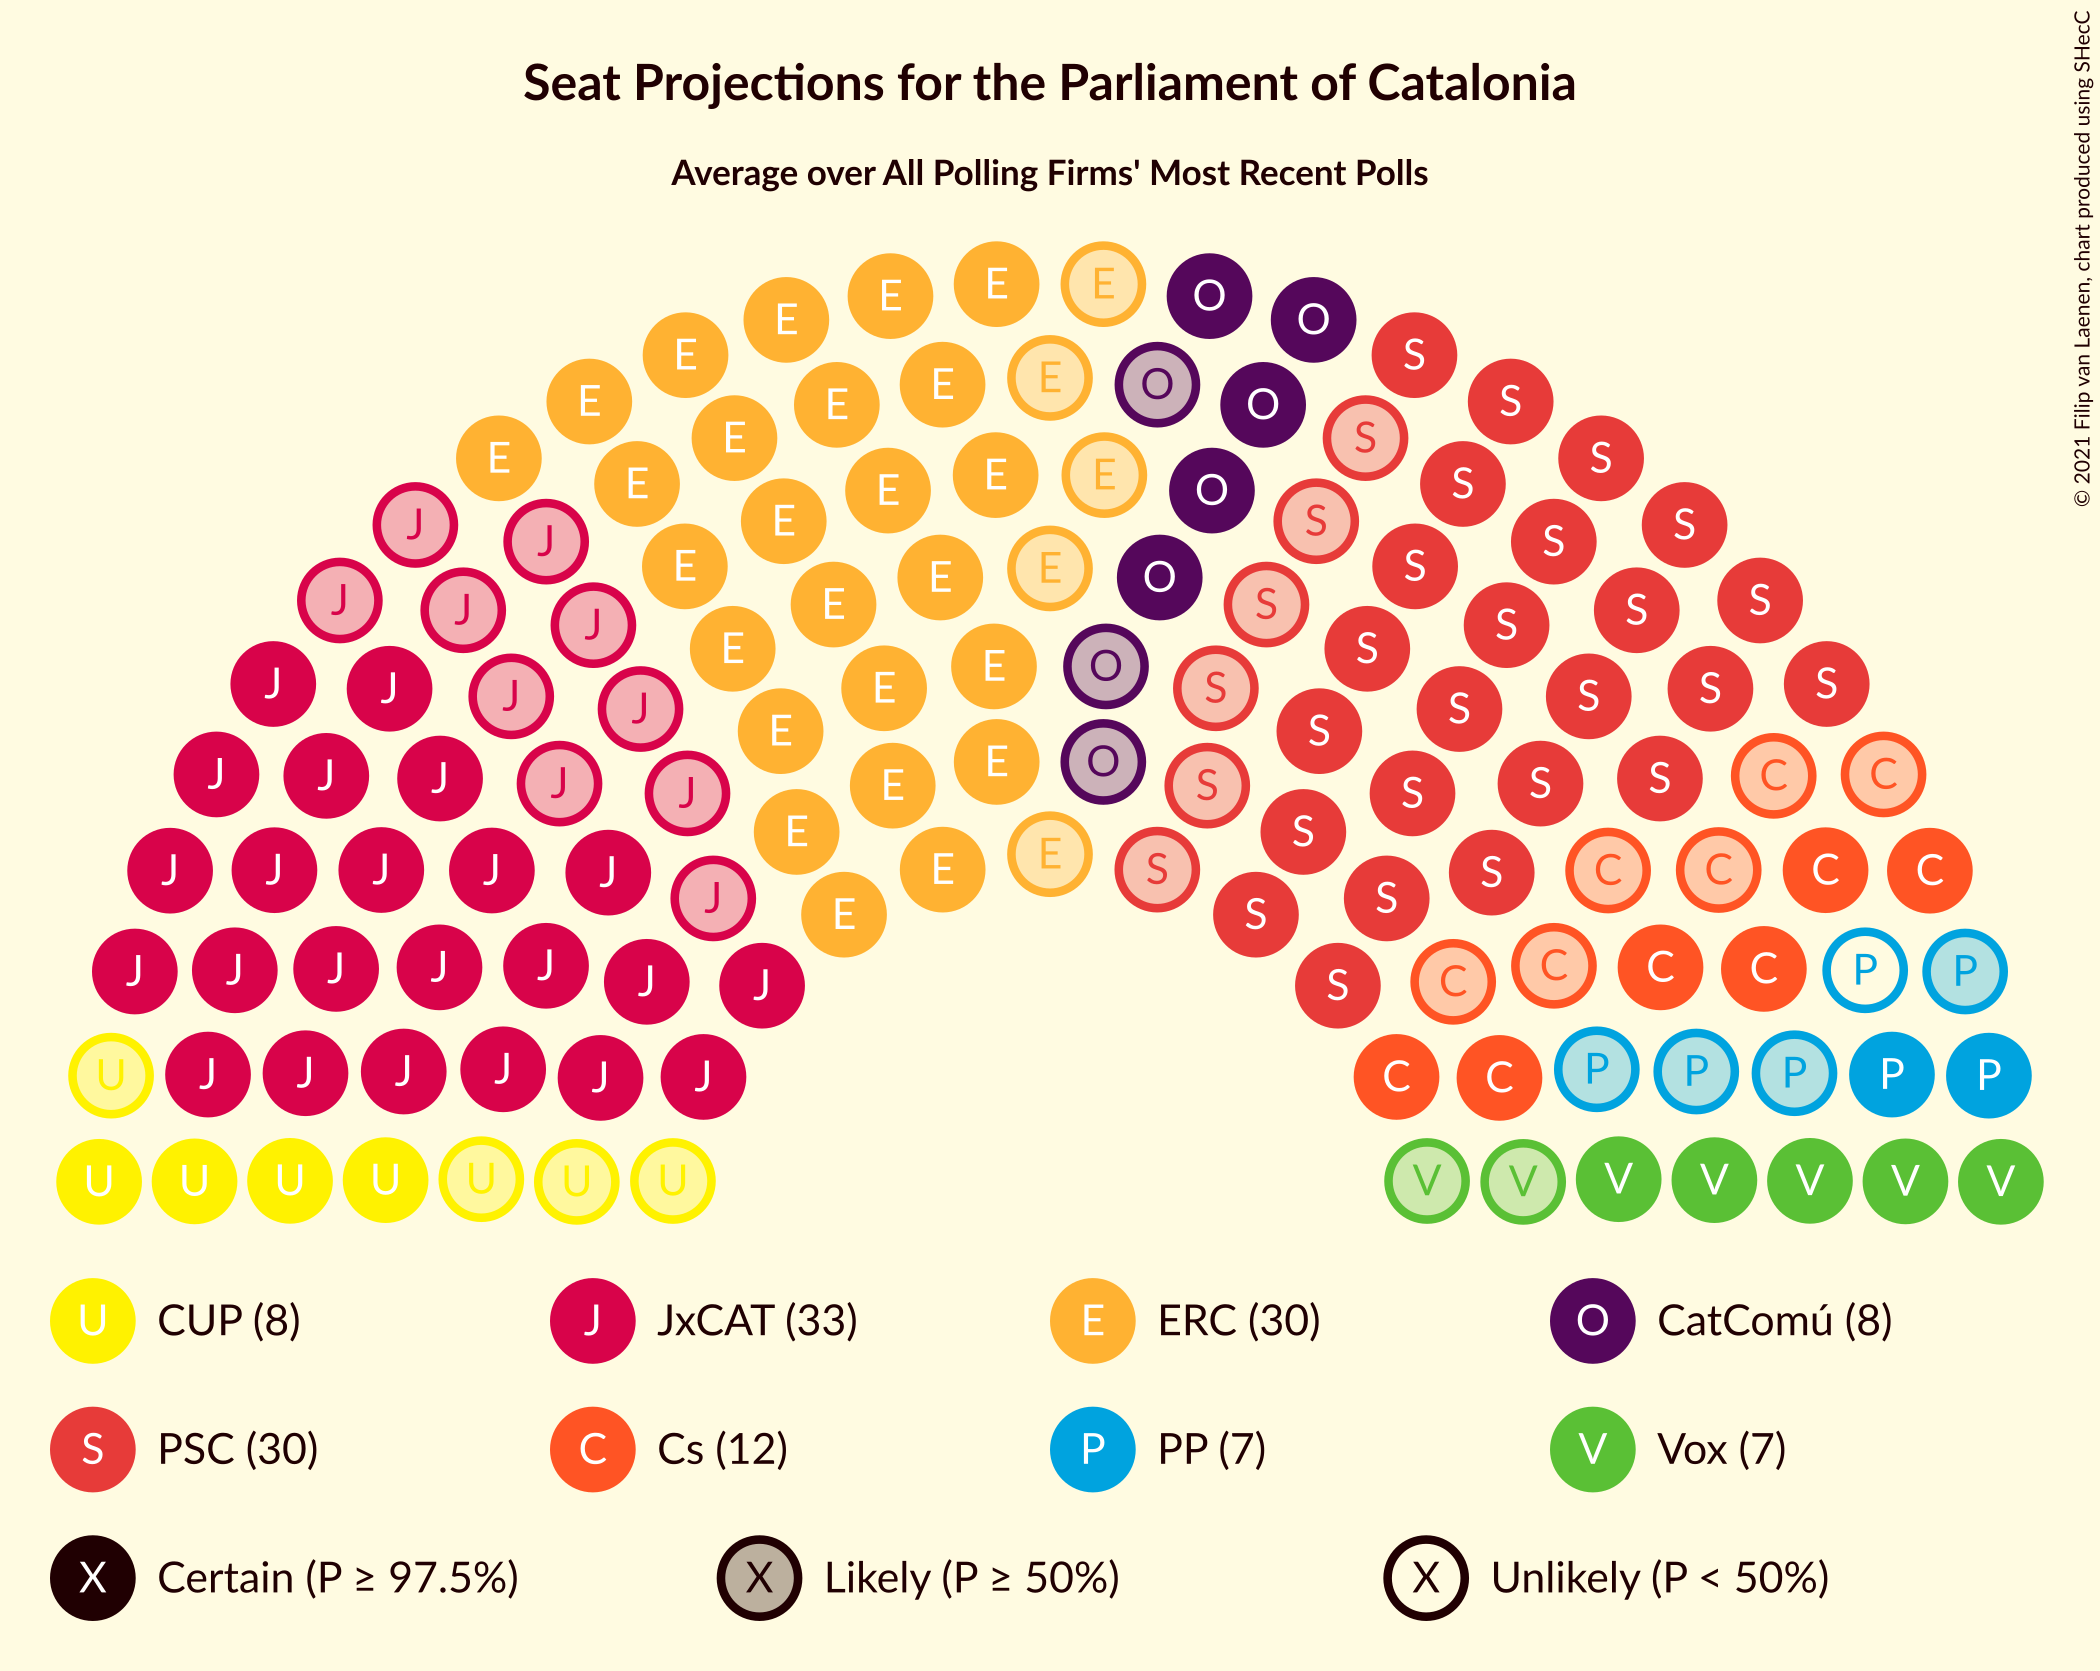 Seat Projections for the Parliament of Catalonia
Average over All Polling Firms' Most Recent Polls
© 2021 Filip van Laenen, chart produced using SHecC
E E O O
E E S
E E O S
E E O S
E E E S S
E E E O S
E E S S
J E E E O S S
J E E S S
E E O
J J E E S S S
J J E S S S
E E O S
J J E E S S S S
J J E O S S S
J J J E E S S S C C
J J E S S
J J J J J E E S S S C C C C
J E S S
J J J J J J J S C C C C P P
U J J J J J J C C P P P P P
U U U U U U U V V V V V V V
U CUP (8) J JxCAT (33) E ERC (30) O CatComú (8)
S PSC (30) C Cs (12) P PP (7) V Vox (7)
X Certain (P ≥ 97.5%) X Likely (P ≥ 50%) X Unlikely (P < 50%)